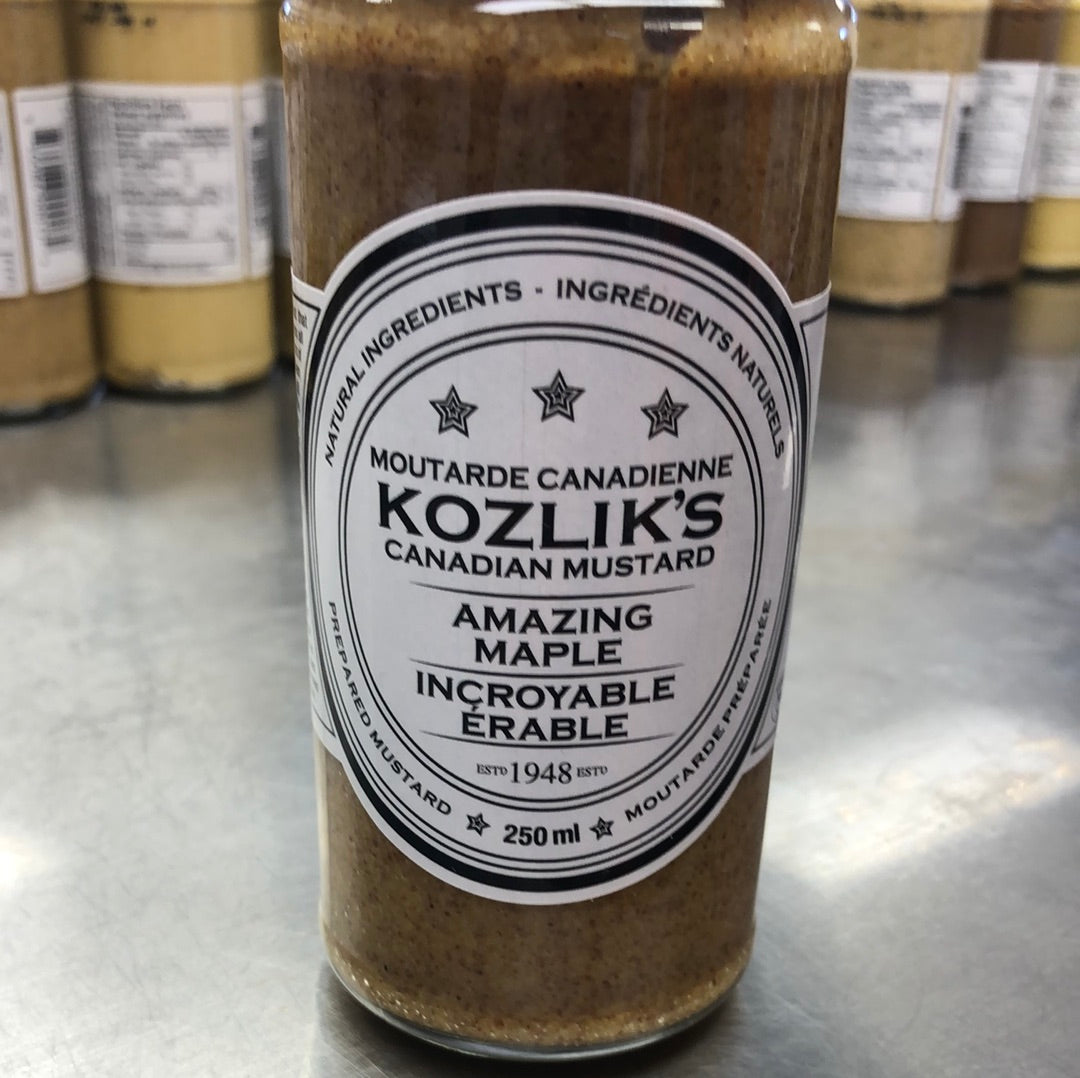 NATURAL INGREDIENTS - INGRÉDIENTS NATURELS
MOUTARDE CANADIENNE
KOZLIK'S
CANADIAN MUSTARD
AMAZING
MAPLE
INCROYABLE
ÉRABLE
ESTD 1948 ESTD
PREPARED MUSTARD
250 ml
MOUTARDE PRÉPARÉE